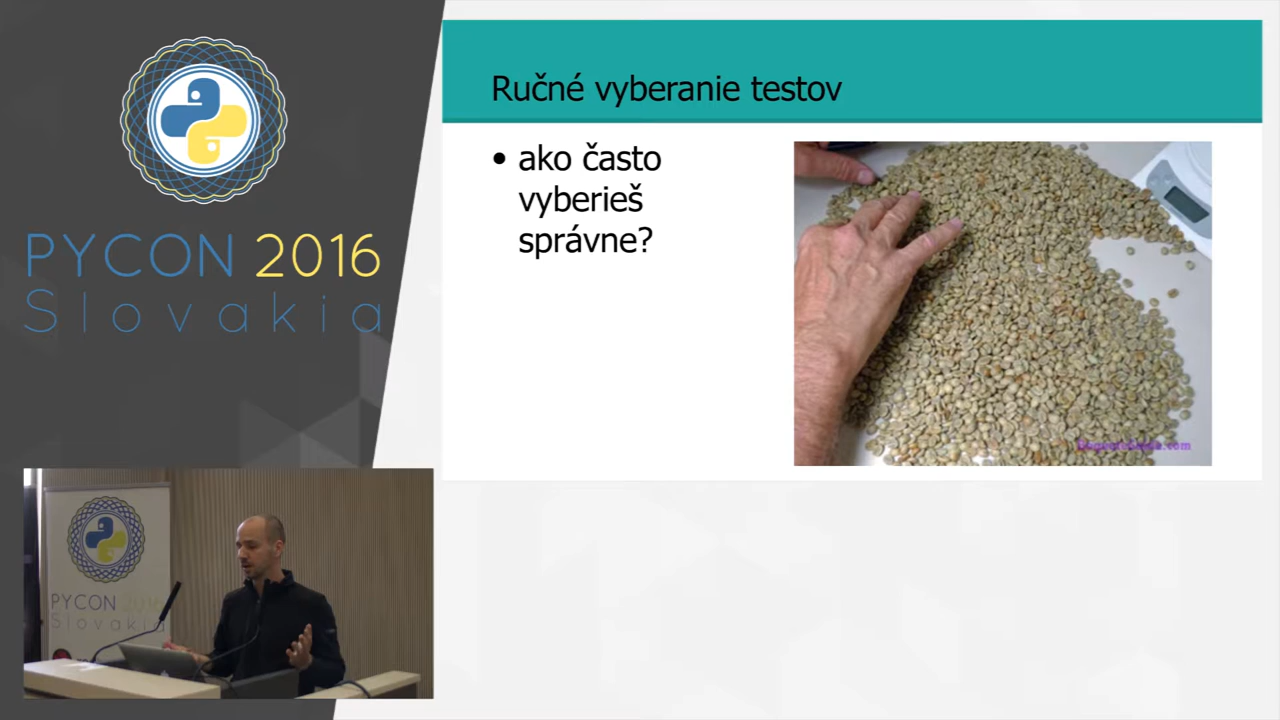 PYCON 2016
Slovakia
Ručné vyberanie testov
• ako často
vyberieš
správne?
PYCON 2016
Slovakia